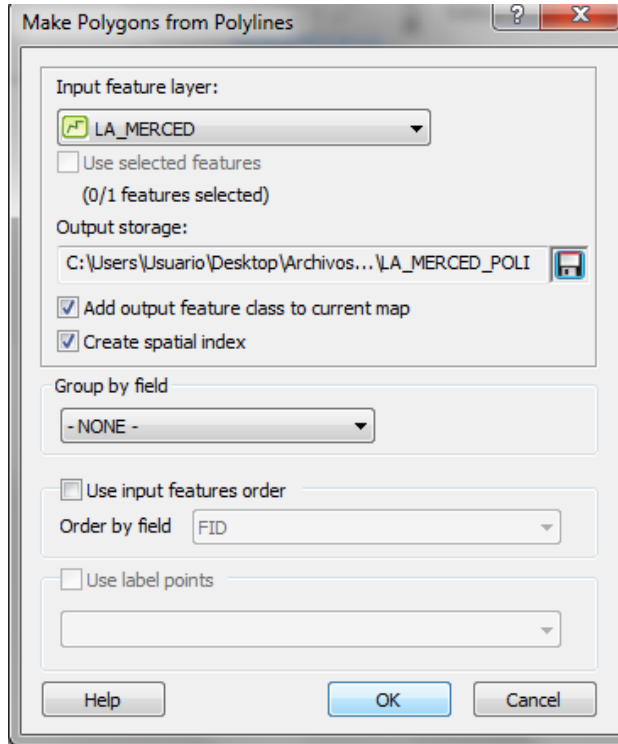 Make Polygons from Polylines
Input feature layer:
LA_MERCED
Use selected features
(0/1 features selected)
Output storage:
C:\Users\Usuario\Desktop\Archivos...\LA_MERCED_POLI
Add output feature class to current map
Create spatial index
Group by field
- NONE -
Use input features order
Order by field FID
Use label points
Help OK Cancel